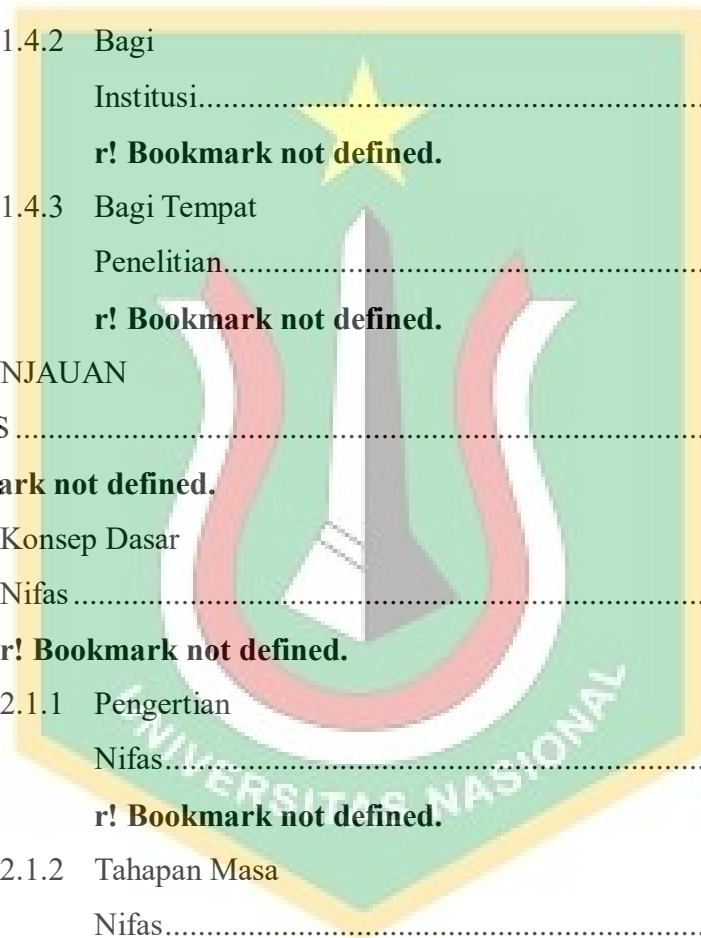 1.4.2 Bagi
Institusi.....................................................................
r! Bookmark not defined.
1.4.3 Bagi Tempat
Penelitian..................................................................
r! Bookmark not defined.
NJAUAN
S..............................................................................................
ark not defined.
Konsep Dasar
Nifas.......................................................................................
r! Bookmark not defined.
2.1.1 Pengertian
Nifas.........................................................................
r! Bookmark not defined.
2.1.2 Tahapan Masa
Nifas.........................................................................
UNIVERSITAS NASIONAL